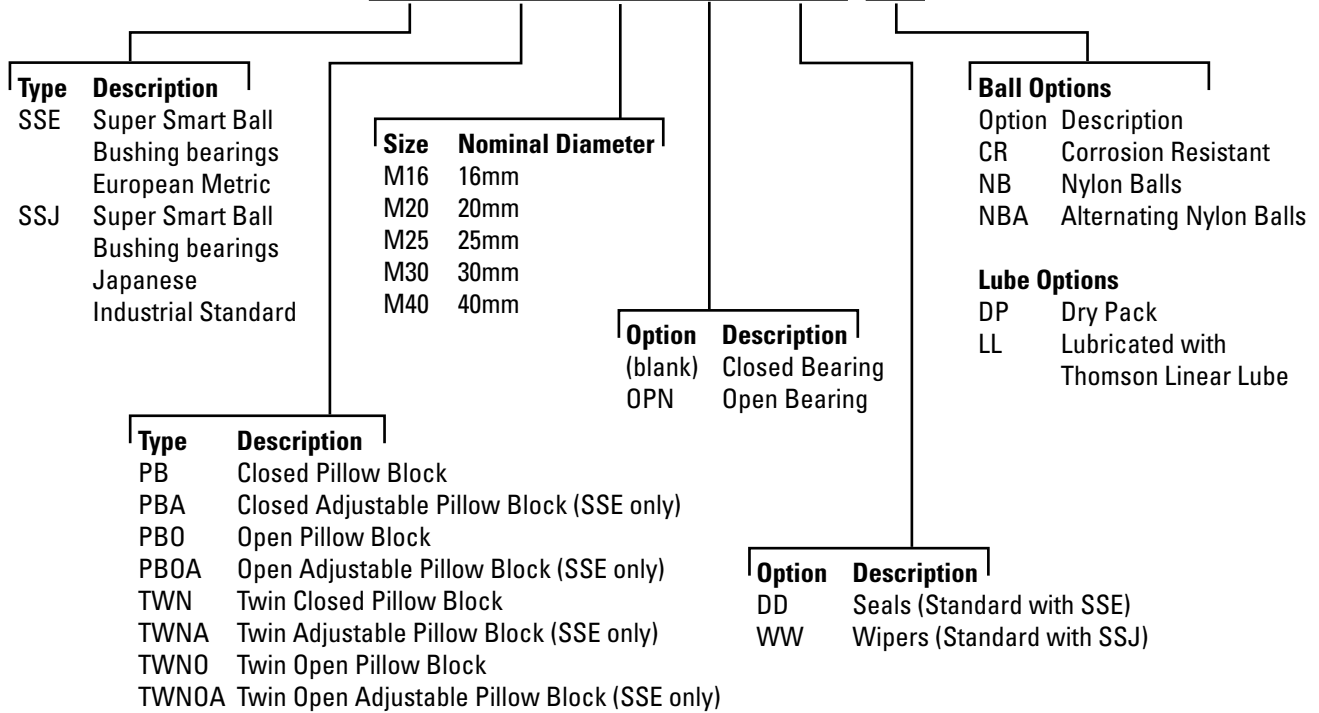 Type Description
SSE Super Smart Ball
Bushing bearings
European Metric
SSJ Super Smart Ball
Bushing bearings
Japanese
Industrial Standard
Size Nominal Diameter
M16 16mm
M20 20mm
M25 25mm
M30 30mm
M40 40mm
Option Description
(blank) Closed Bearing
OPN Open Bearing
Ball Options
Option Description
CR Corrosion Resistant
NB Nylon Balls
NBA Alternating Nylon Balls
Lube Options
DP Dry Pack
LL Lubricated with
Thomson Linear Lube
Type Description
PB Closed Pillow Block
PBA Closed Adjustable Pillow Block (SSE only)
PBO Open Pillow Block
PBOA Open Adjustable Pillow Block (SSE only)
TWN Twin Closed Pillow Block
TWNA Twin Adjustable Pillow Block (SSE only)
TWNO Twin Open Pillow Block
TWNOA Twin Open Adjustable Pillow Block (SSE only)
Option Description
DD Seals (Standard with SSE)
WW Wipers (Standard with SSJ)